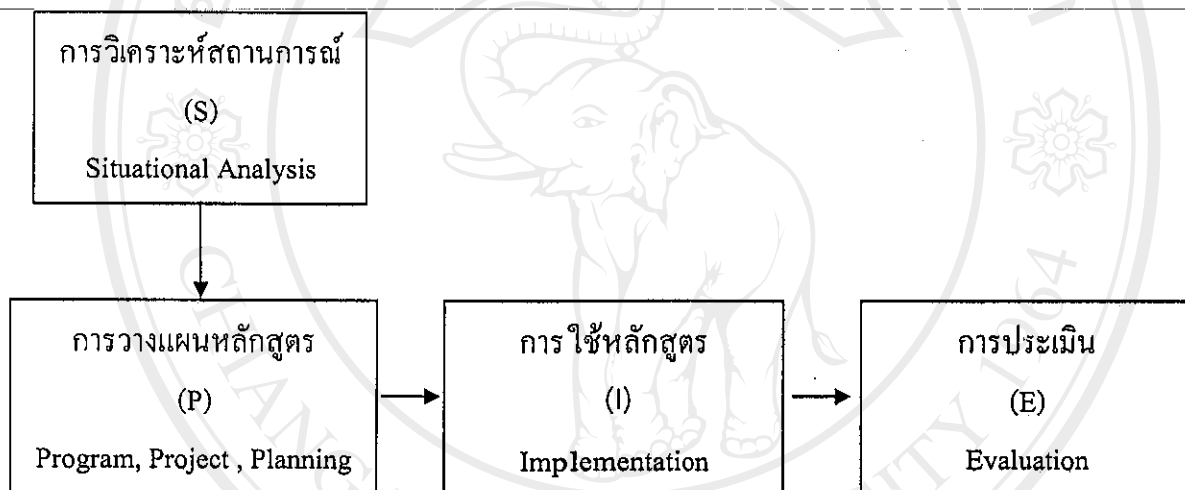 การวิเคราะห์สถานการณ์
(S)
Situational Analysis
การวางแผนหลักสูตร
(P)
Program, Project , Planning
การใช้หลักสูตร
(I)
Implementation
การประเมิน
(E)
Evaluation
CHIANG
UNIVERSITY 1964